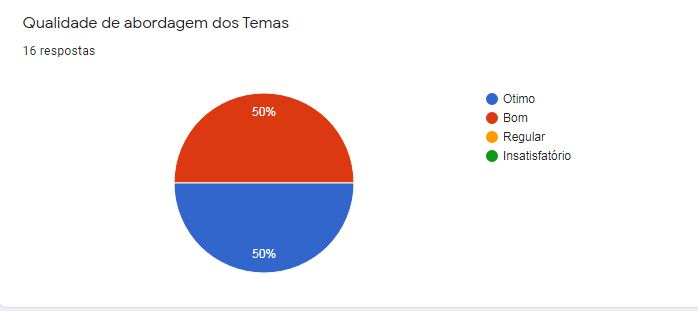 Qualidade de abordagem dos Temas
16 respostas
50%
50%
Otimo
Bom
Regular
Insatisfatório